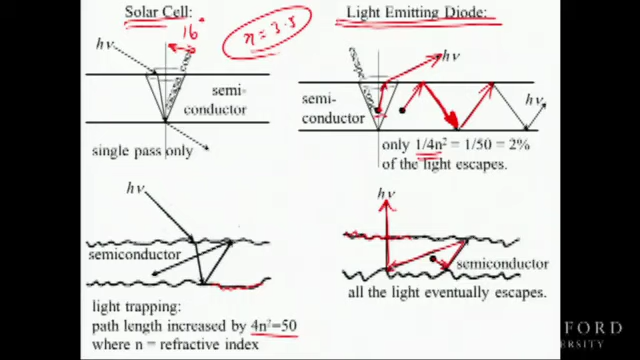 Solar Cell:
16°
η = 3.5
hν
semi-
conductor
single pass only
Light Emitting Diode:
hν
semi-
conductor
hν
only 1/4n² = 1/50 = 2%
of the light escapes.
hν
semiconductor
light trapping:
path length increased by 4n²=50
where n = refractive index
hν
semiconductor
all the light eventually escapes.